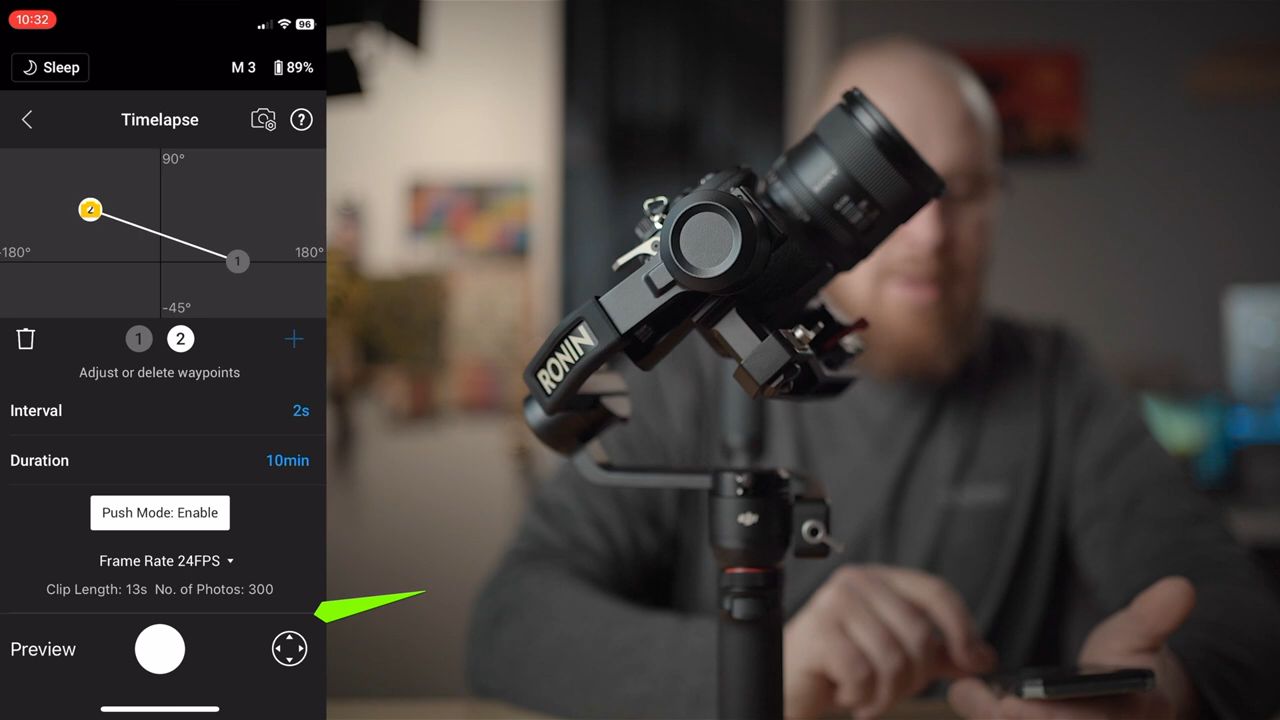 10:32
96
Sleep
M 3
89%
Timelapse
?
90°
2
-180°
180°
1
-45°
1 2
Adjust or delete waypoints
Interval 2s
Duration 10min
Push Mode: Enable
Frame Rate 24FPS
Clip Length: 13s No. of Photos: 300
Preview
RONIN
dji